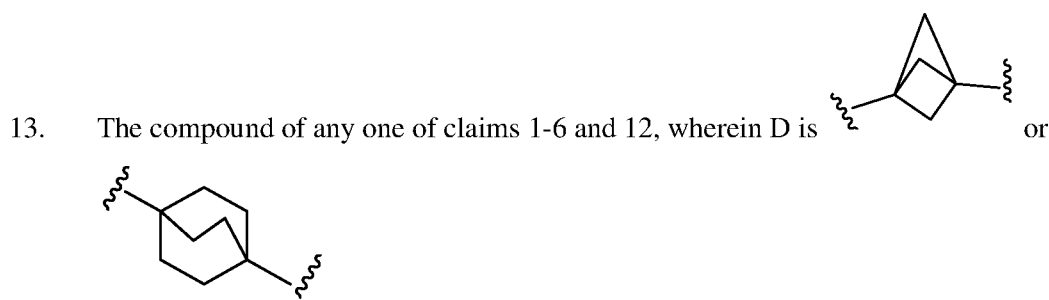 13. The compound of any one of claims 1-6 and 12, wherein D is or